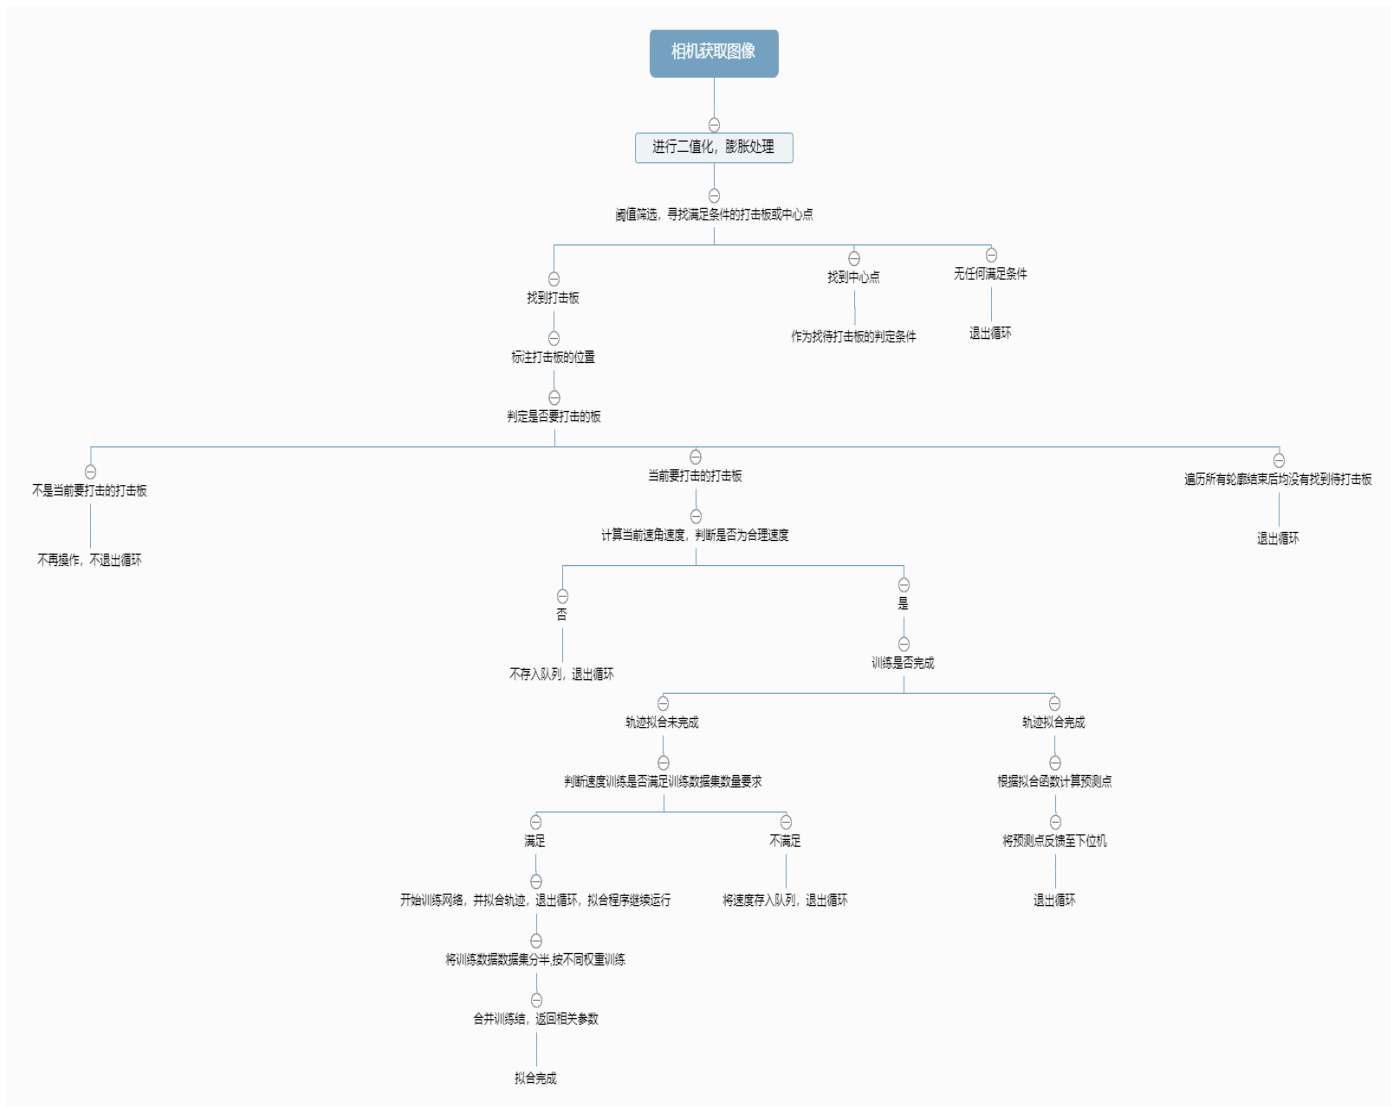 相机获取图像
进行二值化，膨胀处理
阈值筛选，寻找满足条件的打击板或中心点
找到打击板
找到中心点
无任何满足条件
标注打击板的位置
作为找待打击板的判定条件
退出循环
判定是否要打击的板
不是当前要打击的打击板
当前要打击的打击板
遍历所有轮廓结束后均没有找到待打击板
不再操作，不退出循环
计算当前速角速度，判断是否为合理速度
退出循环
否
是
不存入队列，退出循环
训练是否完成
轨迹拟合未完成
轨迹拟合完成
判断速度训练是否满足训练数据集数量要求
根据拟合函数计算预测点
满足
不满足
将预测点反馈至下位机
开始训练网络，并拟合轨迹，退出循环，拟合程序继续运行
将速度存入队列，退出循环
退出循环
将训练数据数据集分半,按不同权重训练
合并训练结，返回相关参数
拟合完成